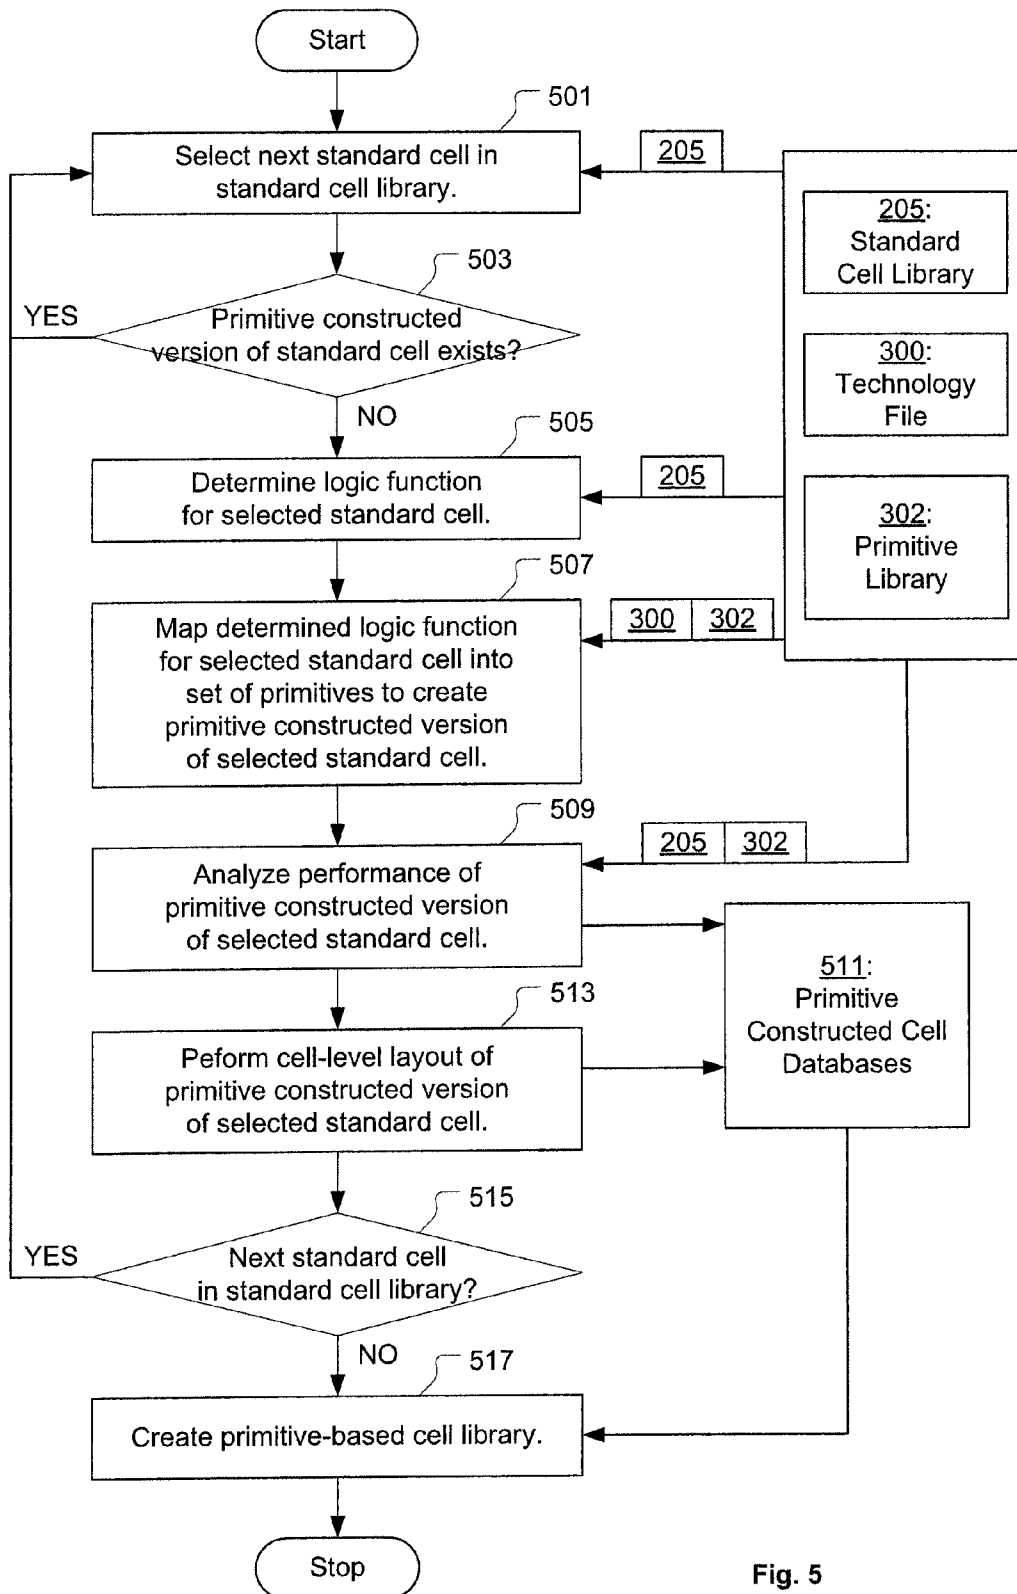 Start
501
Select next standard cell in
standard cell library.
205
205:
Standard
Cell Library
503
YES
Primitive constructed
version of standard cell exists?
300:
Technology
File
NO
505
Determine logic function
for selected standard cell.
205
302:
Primitive
Library
507
Map determined logic function
for selected standard cell into
set of primitives to create
primitive constructed version
of selected standard cell.
300 302
509
Analyze performance of
primitive constructed version
of selected standard cell.
205 302
511:
Primitive
Constructed Cell
Databases
513
Peform cell-level layout of
primitive constructed version
of selected standard cell.
515
YES
Next standard cell
in standard cell library?
NO
517
Create primitive-based cell library.
Stop
Fig. 5